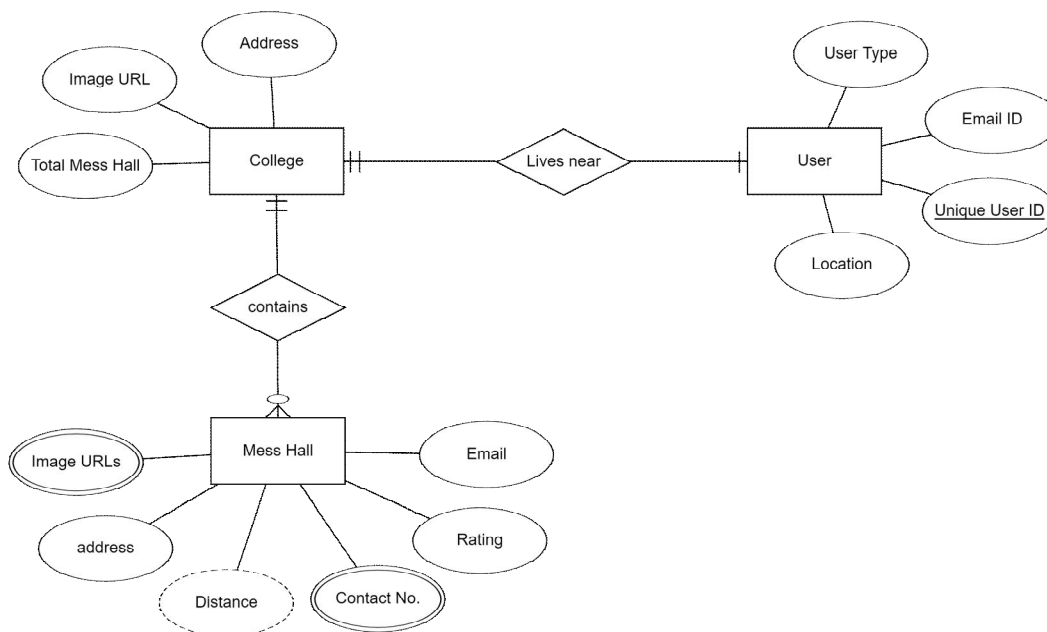 Address
User Type
Image URL
Email ID
College
Lives near
User
Total Mess Hall
Unique User ID
Location
contains
Mess Hall
Email
Image URLs
Rating
address
Distance
Contact No.